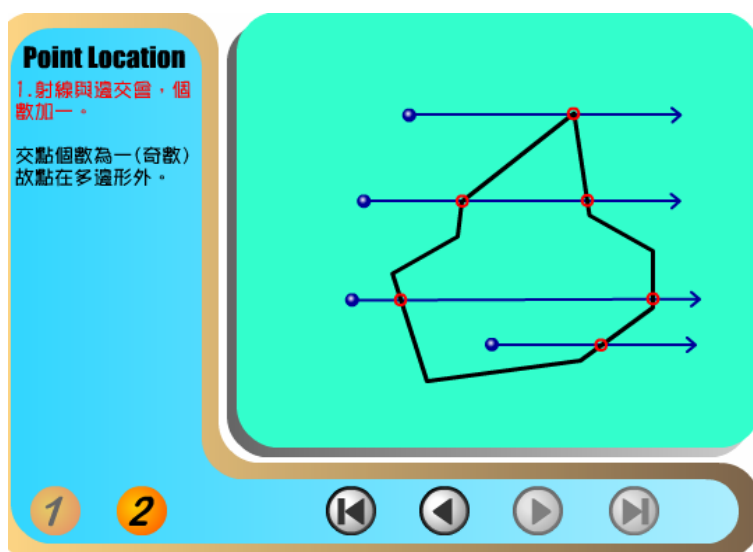 Point Location
1.射線與邊交會，個
數加一。
交點個數為一(奇數)
故點在多邊形外。
1 2